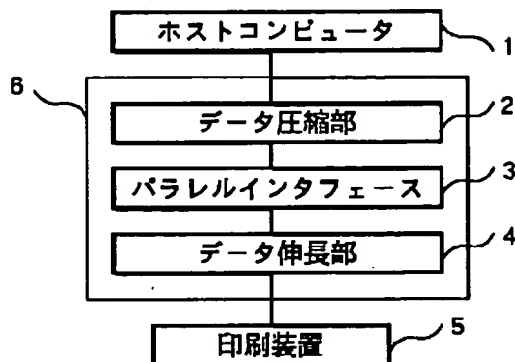 ホストコンピュータ
1
6
データ圧縮部
2
パラレルインタフェース
3
データ伸長部
4
印刷装置
5